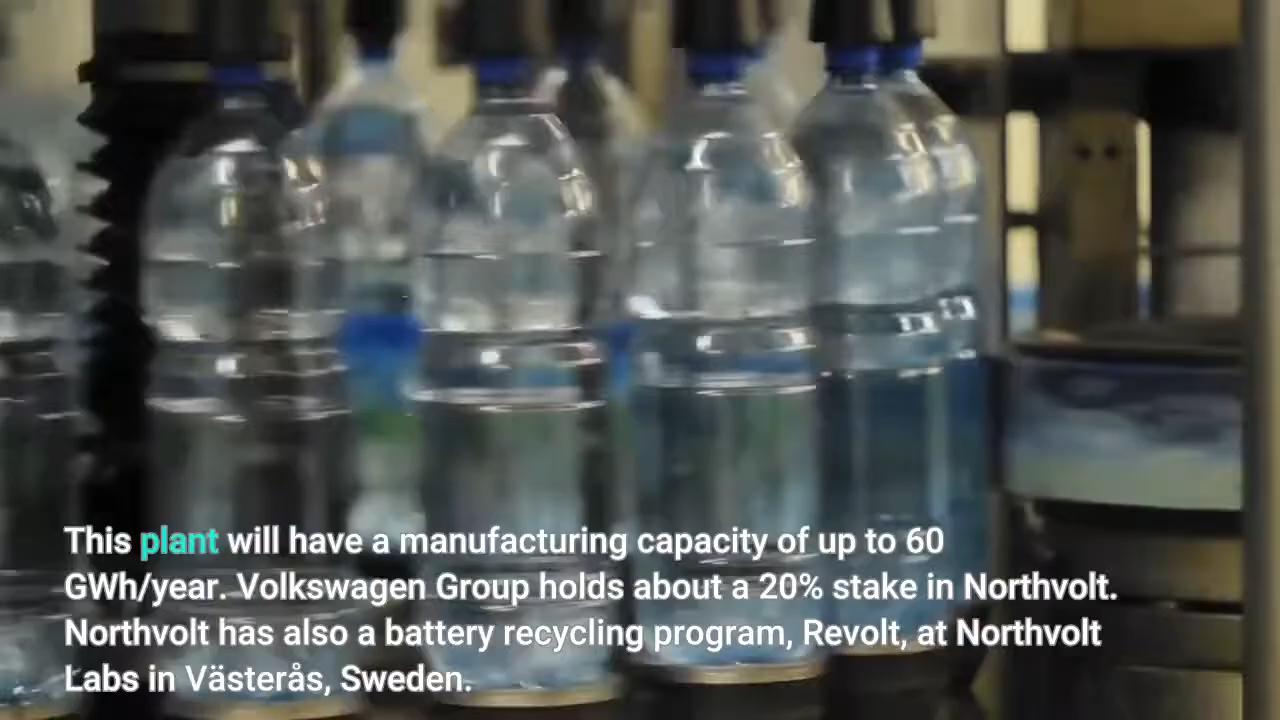 This plant will have a manufacturing capacity of up to 60
GWh/year. Volkswagen Group holds about a 20% stake in Northvolt.
Northvolt has also a battery recycling program, Revolt, at Northvolt
Labs in Västerås, Sweden.